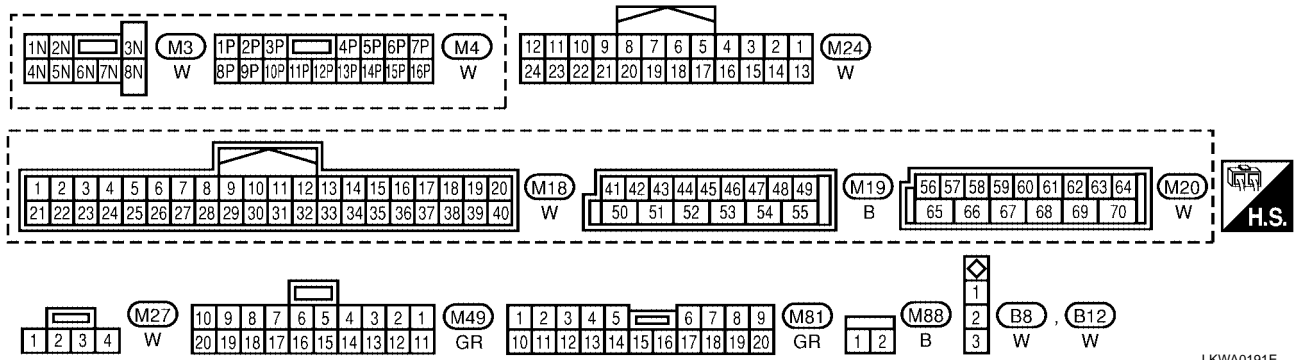 1N 2N 3N M3 1P 2P 3P 4P 5P 6P 7P M4 12 11 10 9 8 7 6 5 4 3 2 1 M24
4N 5N 6N 7N 8N W 8P 9P 10P 11P 12P 13P 14P 15P 16P W 24 23 22 21 20 19 18 17 16 15 14 13 W
1 2 3 4 5 6 7 8 9 10 11 12 13 14 15 16 17 18 19 20 M18 41 42 43 44 45 46 47 48 49 M19 56 57 58 59 60 61 62 63 64 M20
21 22 23 24 25 26 27 28 29 30 31 32 33 34 35 36 37 38 39 40 W 50 51 52 53 54 55 B 65 66 67 68 69 70 W H.S.
1 2 3 4 M27 W
10 9 8 7 6 5 4 3 2 1 M49
20 19 18 17 16 15 14 13 12 11 GR
1 2 3 4 5 6 7 8 9 M81
10 11 12 13 14 15 16 17 18 19 20 GR
1 2 M88 B
1 2 3 B8 , B12
W W
LKWA0191E